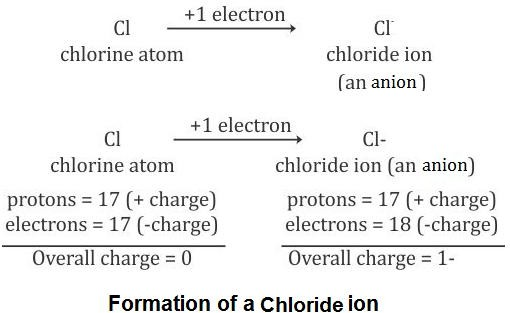 +1 electron
Cl Cl⁻
chlorine atom chloride ion
(an anion)
+1 electron
Cl Cl-
chlorine atom chloride ion (an anion)
protons = 17 (+ charge) protons = 17 (+ charge)
electrons = 17 (-charge) electrons = 18 (-charge)
Overall charge = 0 Overall charge = 1-
Formation of a Chloride ion